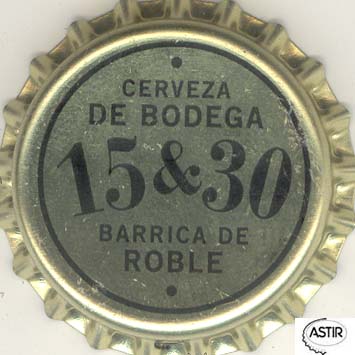 CERVEZA
DE BODEGA
15 & 30
BARRICA DE
ROBLE
ASTIR